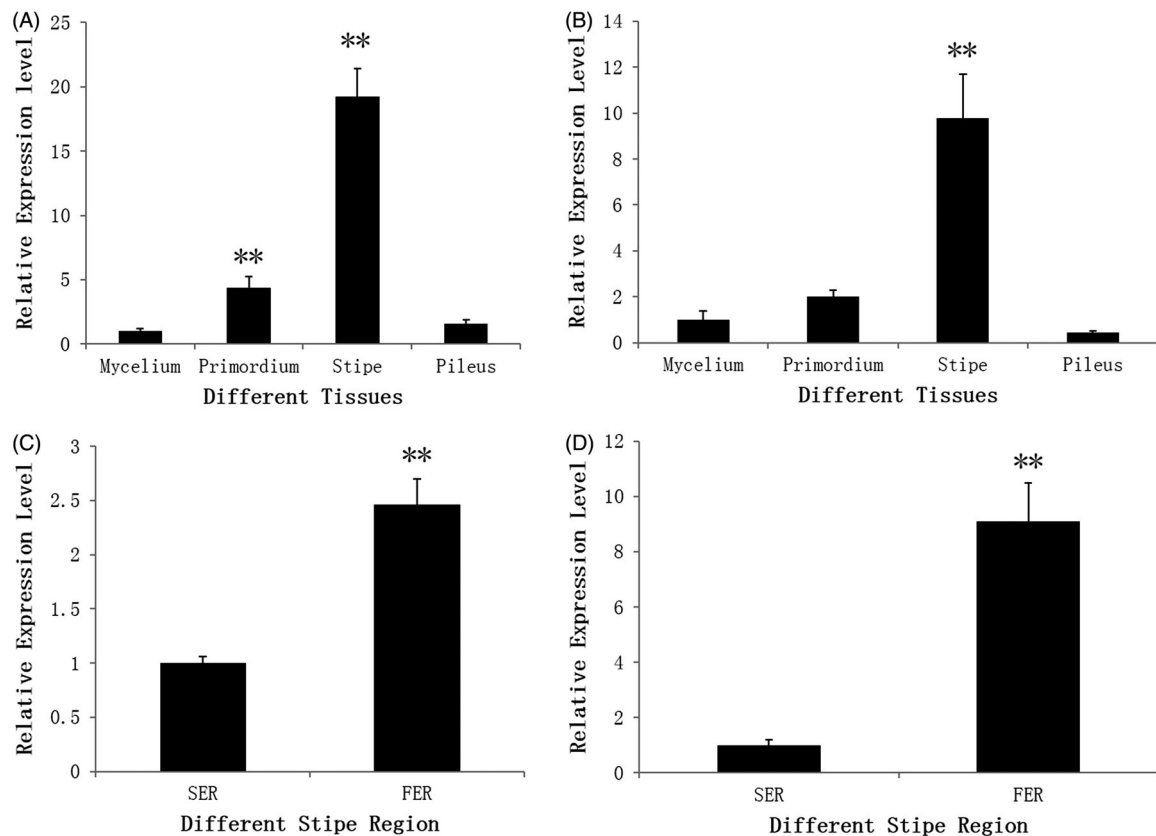 (A)
Relative Expression level
25
20
15
10
5
0
**
**
Mycelium Primordium Stipe Pileus
Different Tissues
(B)
Relative Expression Level
14
12
10
8
6
4
2
0
**
Mycelium Primordium Stipe Pileus
Different Tissues
(C)
Relative Expression Level
3
2.5
2
1.5
1
0.5
0
**
SER FER
Different Stipe Region
(D)
Relative Expression Level
12
10
8
6
4
2
0
**
SER FER
Different Stipe Region